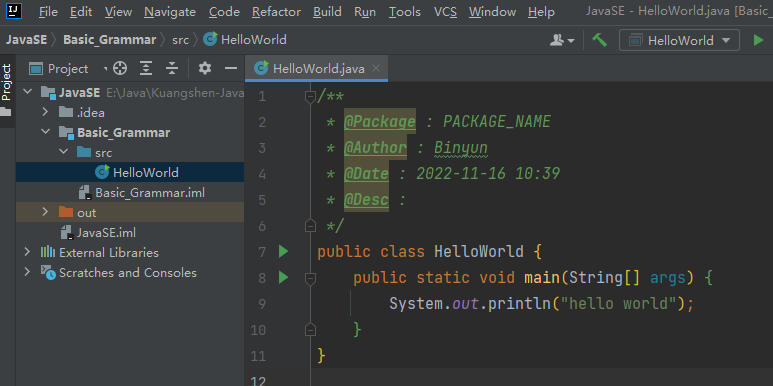 File Edit View Navigate Code Refactor Build Run Tools VCS Window Help JavaSE - HelloWorld.java [Basic_
JavaSE Basic_Grammar src HelloWorld HelloWorld
Project
Project HelloWorld.java
JavaSE E:\Java\Kuangshen-Java
.idea
Basic_Grammar
src
HelloWorld
Basic_Grammar.iml
out
JavaSE.iml
External Libraries
Scratches and Consoles
1 /**
2 * @Package : PACKAGE_NAME
3 * @Author : Binyun
4 * @Date : 2022-11-16 10:39
5 * @Desc :
6 */
7 public class HelloWorld {
8 public static void main(String[] args) {
9 System.out.println("hello world");
10 }
11 }
12